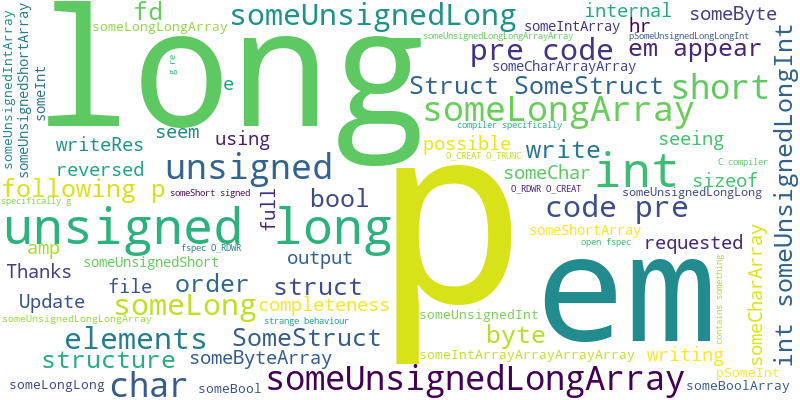 long
p
em
unsigned long
someUnsignedLongArray
int
someLongArray
someUnsignedLong
pre code
em appear
internal
someByte
fd
someLongLongArray
someUnsignedLongLongArrayArray
someIntArray
hr
pSomeUnsignedLongLongInt
someCharArrayArray
Struct SomeStruct
short
re
gg
e
someUnsignedIntArray
someUnsignedShortArray
someInt
writeRes
seem
using
compiler specifically
possible
O_CREAT O_TRUNC
write
seeing
C compiler
reversed
unsigned
someChar
sizeof
following p
someShort signed
O_RDWR O_CREAT
someUnsignedLongLong
specifically g
full
bool
code pre
int someUnsignedLongInt
amp
fspec O_RDWR
someShortArray
open fspec
requested
Thanks
someUnsignedShort
output
file
order
struct
contains something
someCharArray
Update
someLong
completeness
someUnsignedInt
someUnsignedLongLongArray
strange behaviour
elements
SomeStruct
byte
structure
someByteArray
someIntArrayArrayArrayArray
writing
someLongLong
char
someBool
pSomeInt
someBoolArray